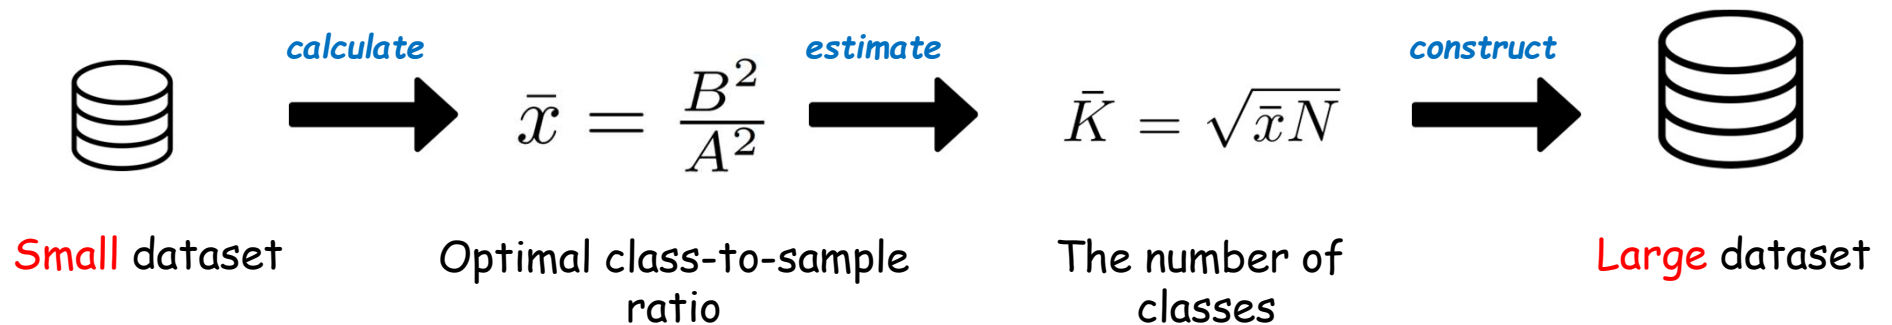 calculate
estimate
construct
x̄ = B²/A²
K̄ = √x̄N
Small dataset
Optimal class-to-sample
ratio
The number of
classes
Large dataset